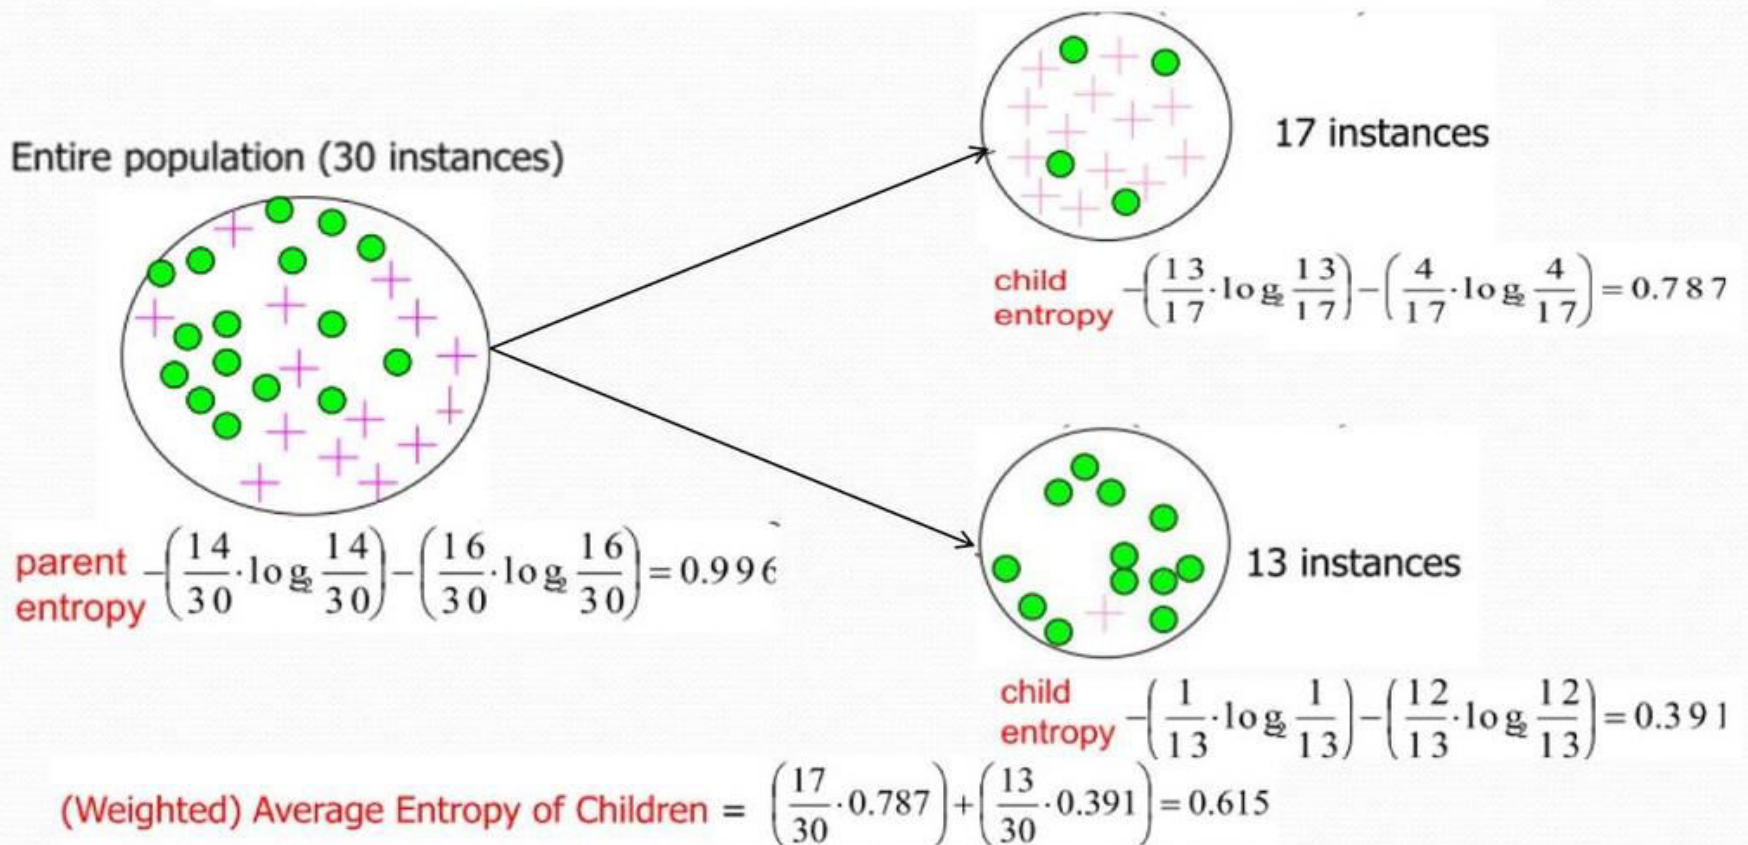 Entire population (30 instances)
17 instances
child entropy -(13/17 · log₂ 13/17) - (4/17 · log₂ 4/17) = 0.787
parent entropy -(14/30 · log₂ 14/30) - (16/30 · log₂ 16/30) = 0.996
13 instances
child entropy -(1/13 · log₂ 1/13) - (12/13 · log₂ 12/13) = 0.391
(Weighted) Average Entropy of Children = (17/30 · 0.787) + (13/30 · 0.391) = 0.615